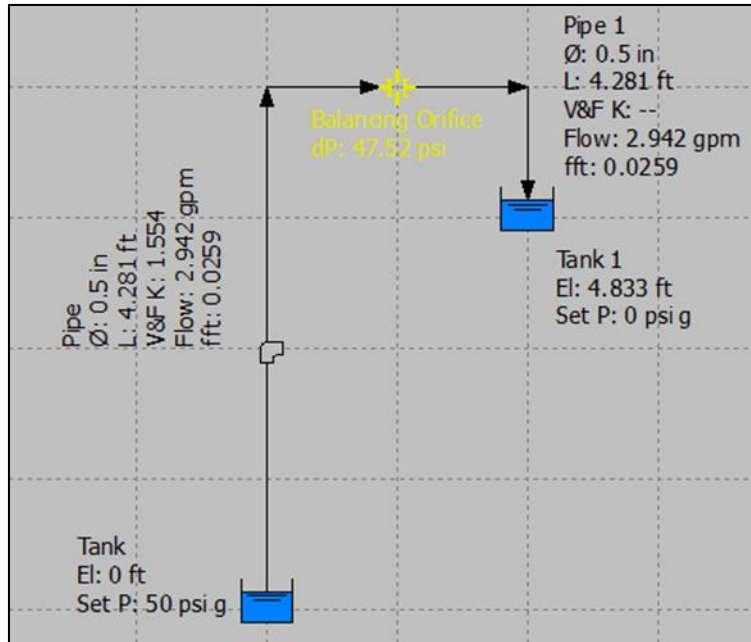 Pipe 1
Ø: 0.5 in
L: 4.281 ft
V&F K: --
Flow: 2.942 gpm
fft: 0.0259
Balancing Orifice
dP: 47.52 psi
Pipe
Ø: 0.5 in
L: 4.281 ft
V&F K: 1.554
Flow: 2.942 gpm
fft: 0.0259
Tank 1
El: 4.833 ft
Set P: 0 psi g
Tank
El: 0 ft
Set P: 50 psi g